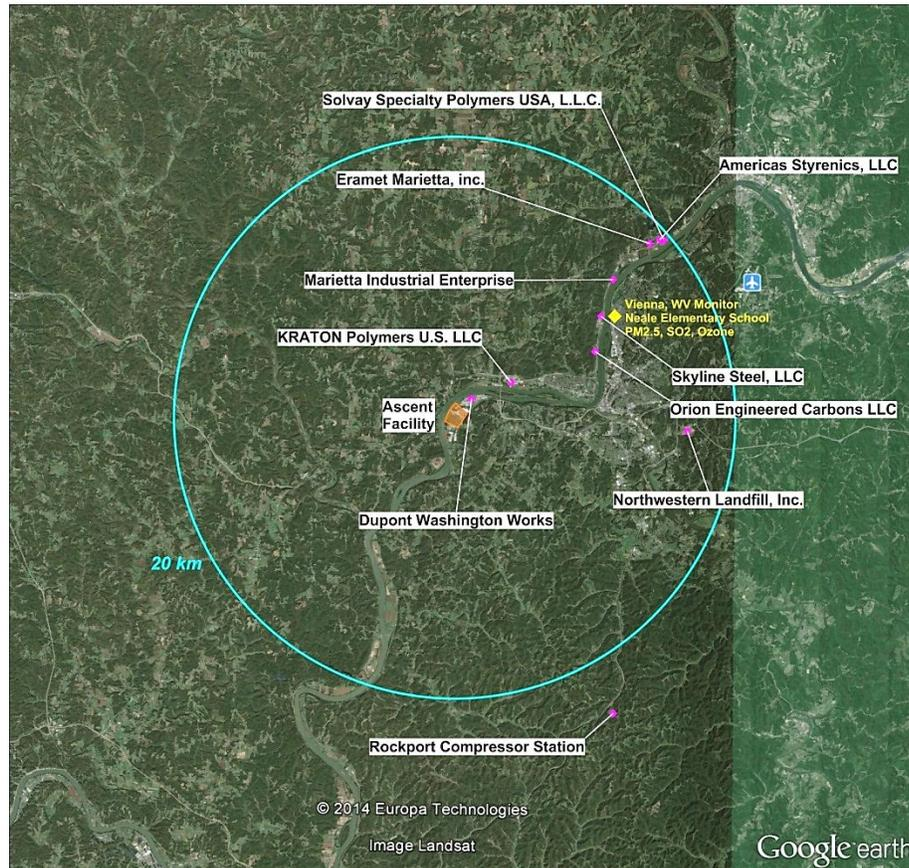 Solvay Specialty Polymers USA, L.L.C.
Americas Styrenics, LLC
Eramet Marietta, inc.
Marietta Industrial Enterprise
Vienna, WV Monitor
Neale Elementary School
PM2.5, SO2, Ozone
KRATON Polymers U.S. LLC
Skyline Steel, LLC
Ascent
Facility
Orion Engineered Carbons LLC
Northwestern Landfill, Inc.
Dupont Washington Works
20 km
Rockport Compressor Station
© 2014 Europa Technologies
Image Landsat
Google earth